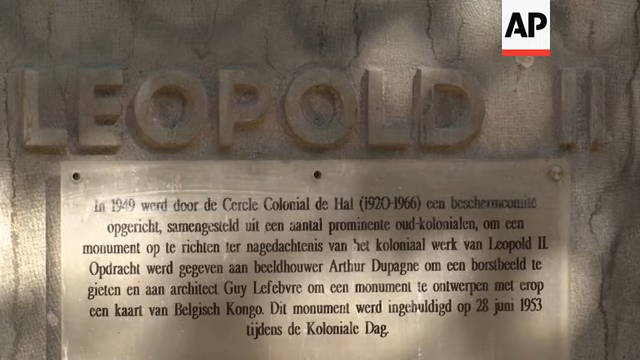 AP
LEOPOLD II
In 1949 werd door de Cercle Colonial de Hal (1920-1966) een beschermcomité
opgericht, samengesteld uit een aantal prominente oud-kolonialen, om een
monument op te richten ter nagedachtenis van het koloniaal werk van Leopold II.
Opdracht werd gegeven aan beeldhouwer Arthur Dupagne om een borstbeeld te
gieten en aan architect Guy Lefebvre om een monument te ontwerpen met erop
een kaart van Belgisch Kongo. Dit monument werd ingehuldigd op 28 juni 1953
tijdens de Koloniale Dag.